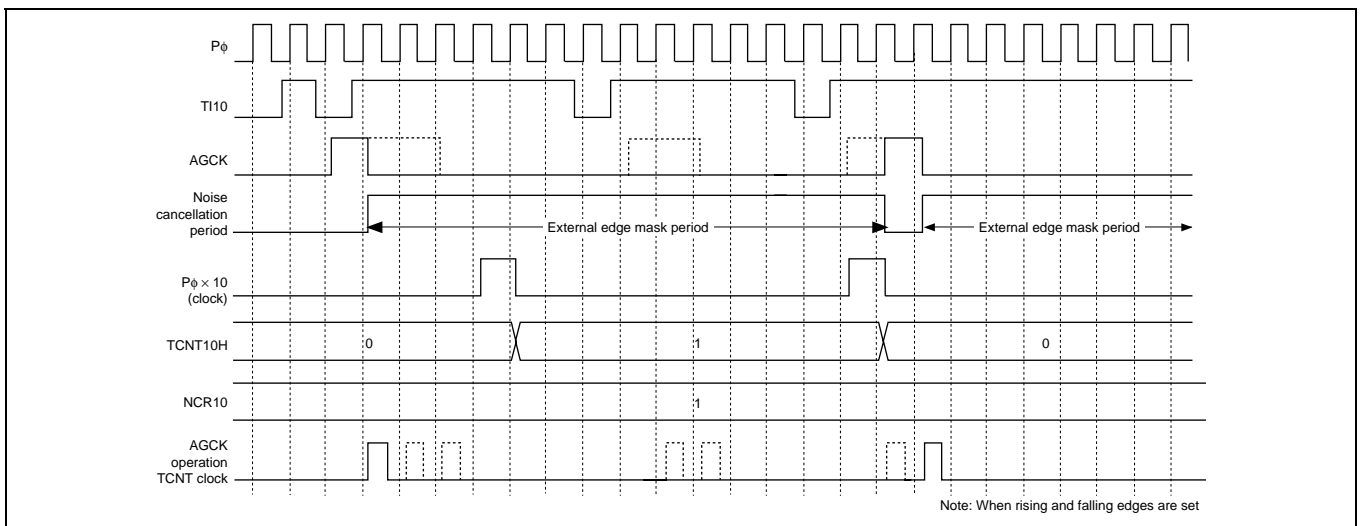 Pφ
TI10
AGCK
Noise
cancellation
period
External edge mask period
External edge mask period
Pφ × 10
(clock)
TCNT10H
0
1
0
NCR10
1
AGCK
operation
TCNT clock
Note: When rising and falling edges are set